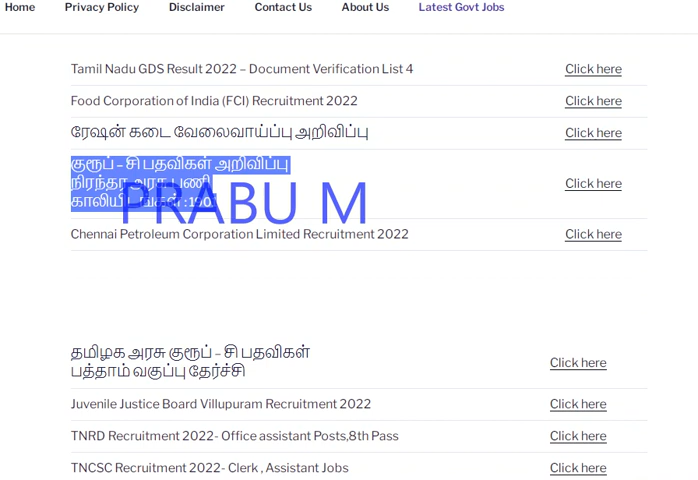 Home Privacy Policy Disclaimer Contact Us About Us Latest Govt Jobs
Tamil Nadu GDS Result 2022 – Document Verification List 4 Click here
Food Corporation of India (FCI) Recruitment 2022 Click here
ரேஷன் கடை வேலைவாய்ப்பு அறிவிப்பு Click here
குரூப் – சி பதவிகள் அறிவிப்பு
நிரந்தர அரசு பணி Click here
PRABU M
Chennai Petroleum Corporation Limited Recruitment 2022 Click here
தமிழக அரசு குரூப் – சி பதவிகள்
பத்தாம் வகுப்பு தேர்ச்சி Click here
Juvenile Justice Board Villupuram Recruitment 2022 Click here
TNRD Recruitment 2022- Office assistant Posts,8th Pass Click here
TNCSC Recruitment 2022- Clerk , Assistant Jobs Click here